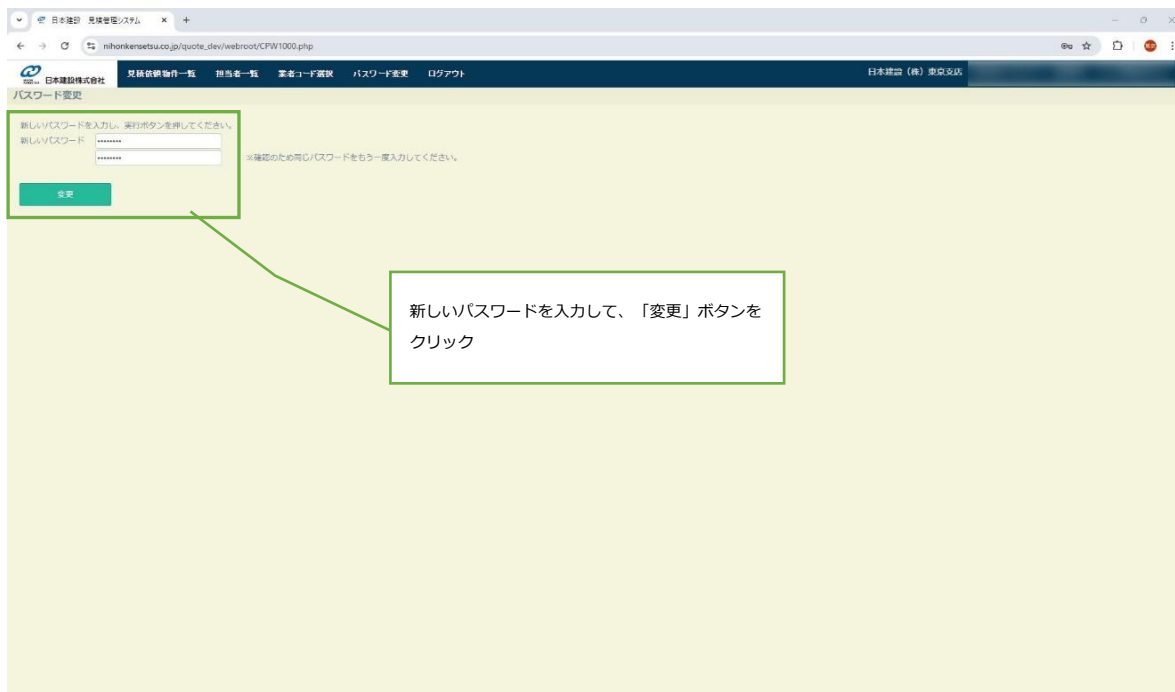 日本建設 見積管理システム
nihonkensetsu.co.jp/quote_dev/webroot/CPW1000.php
日本建設株式会社 見積依頼物件一覧 担当者一覧 業者コード選択 パスワード変更 ログアウト 日本建設（株）東京支店
パスワード変更
新しいパスワードを入力し、実行ボタンを押してください。
新しいパスワード ••••••••
•••••••• ※確認のため同じパスワードをもう一度入力してください。
変更
新しいパスワードを入力して、「変更」ボタンを
クリック